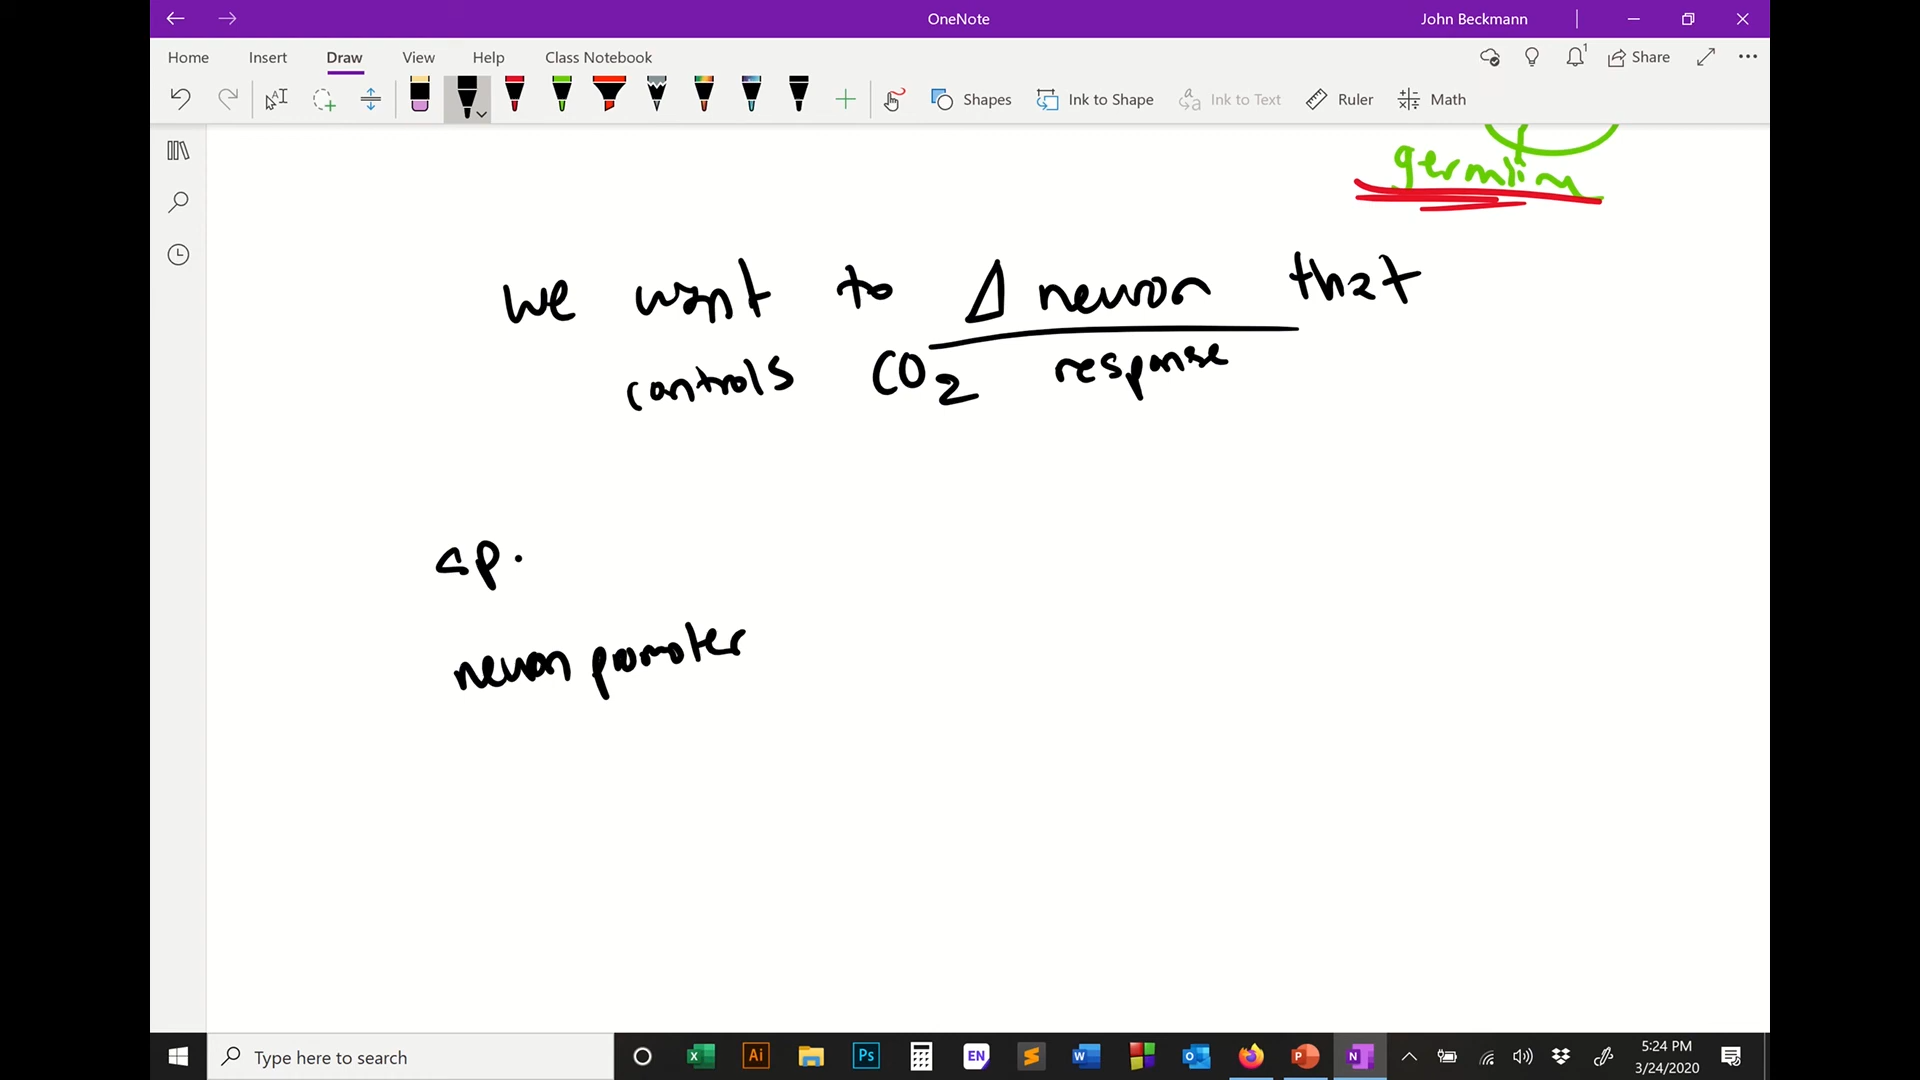 OneNote
John Beckmann
Home Insert Draw View Help Class Notebook
1 Share
Shapes Ink to Shape Ink to Text Ruler Math
germline
we want to Δ neuron that
controls CO2 response
sp.
neuron promoter
Type here to search
5:24 PM
3/24/2020